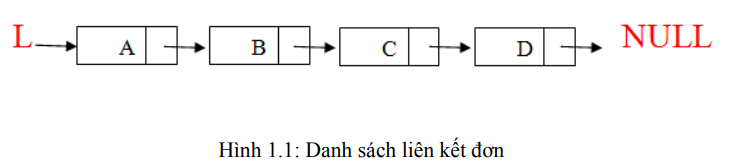 L A B C D NULL
Hình 1.1: Danh sách liên kết đơn